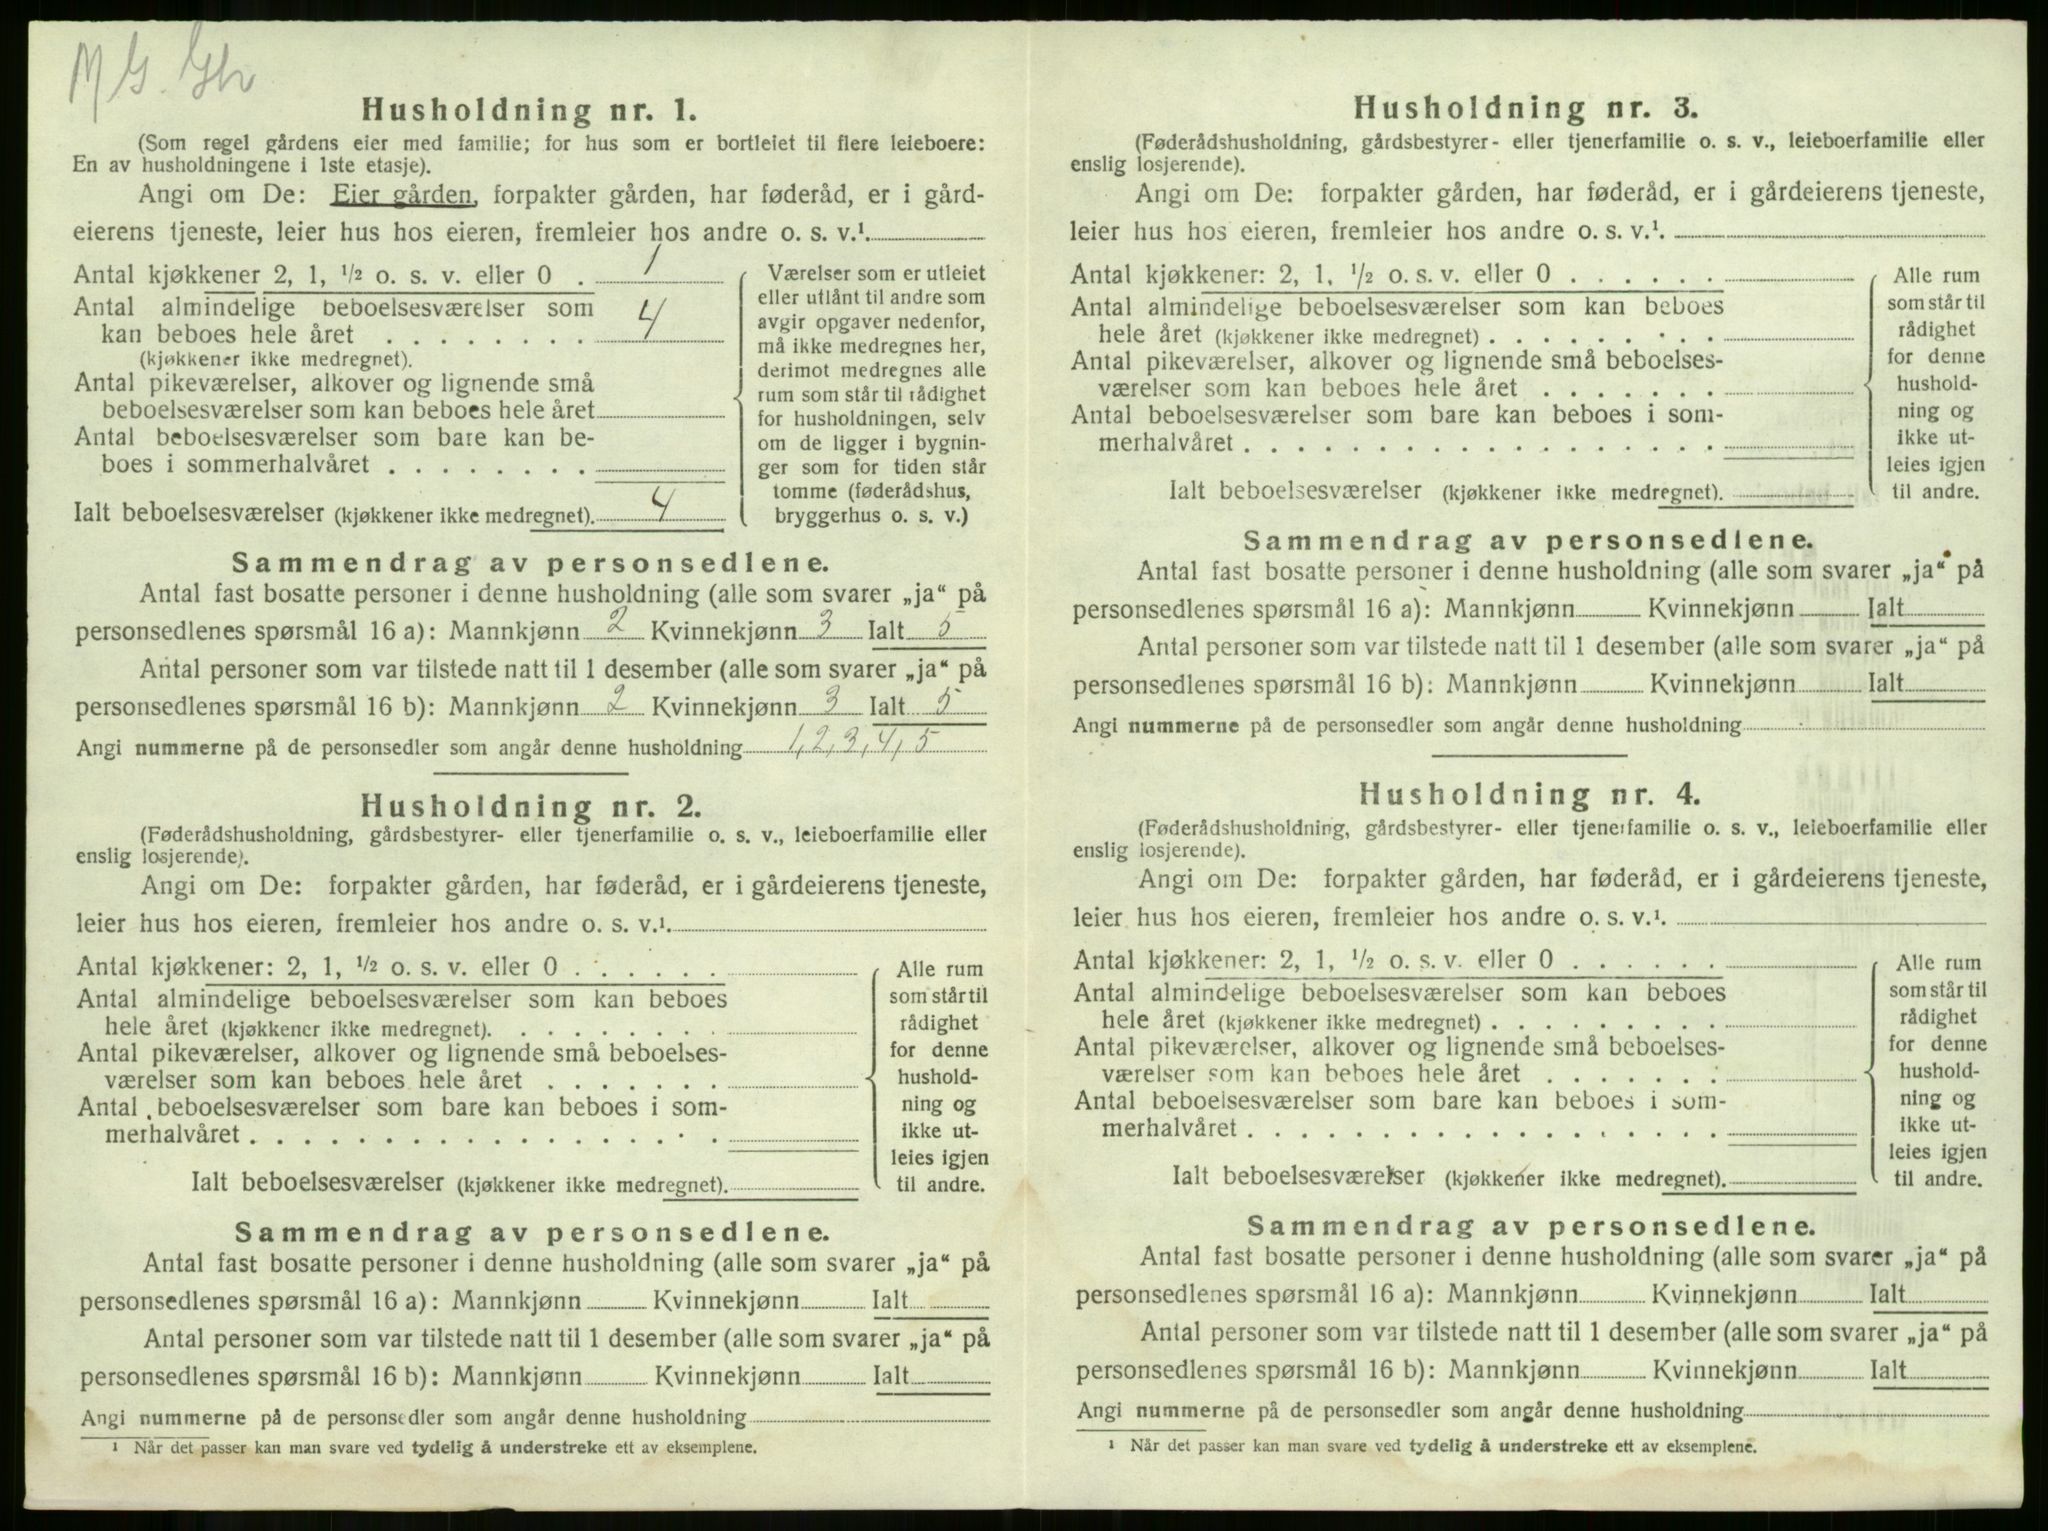 M G. Gh
Husholdning nr. 1.
(Som regel gårdens eier med familie; for hus som er bortleiet til flere leieboere:
En av husholdningene i 1ste etasje).
Angi om De: Eier gården, forpakter gården, har føderåd, er i gård-
eierens tjeneste, leier hus hos eieren, fremleier hos andre o. s. v.¹.
Antal kjøkkener 2, 1, ½ o. s. v. eller 0 . 1
Antal almindelige beboelsesværelser som
kan beboes hele året . . . . . . . . 4
(kjøkkener ikke medregnet).
Antal pikeværelser, alkover og lignende små
beboelsesværelser som kan beboes hele året
Antal beboelsesværelser som bare kan be-
boes i sommerhalvåret . . . . . . . .
Ialt beboelsesværelser (kjøkkener ikke medregnet). 4
Værelser som er utleiet
eller utlånt til andre som
avgir opgaver nedenfor,
må ikke medregnes her,
derimot medregnes alle
rum som står til rådighet
for husholdningen, selv
om de ligger i bygnin-
ger som for tiden står
tomme (føderådshus,
bryggerhus o. s. v.)
Sammendrag av personsedlene.
Antal fast bosatte personer i denne husholdning (alle som svarer „ja“ på
personsedlenes spørsmål 16 a): Mannkjønn 2 Kvinnekjønn 3 Ialt 5
Antal personer som var tilstede natt til 1 desember (alle som svarer „ja“ på
personsedlenes spørsmål 16 b): Mannkjønn 2 Kvinnekjønn 3 Ialt 5
Angi nummerne på de personsedler som angår denne husholdning 1, 2, 3, 4, 5
Husholdning nr. 2.
(Føderådshusholdning, gårdsbestyrer- eller tjenerfamilie o. s. v., leieboerfamilie eller
enslig losjerende).
Angi om De: forpakter gården, har føderåd, er i gårdeierens tjeneste,
leier hus hos eieren, fremleier hos andre o. s. v.¹.
Antal kjøkkener: 2, 1, ½ o. s. v. eller 0 . . . . . .
Antal almindelige beboelsesværelser som kan beboes
hele året (kjøkkener ikke medregnet). . . . . . . . .
Antal pikeværelser, alkover og lignende små beboelses-
værelser som kan beboes hele året . . . . . . .
Antal beboelsesværelser som bare kan beboes i som-
merhalvåret . . . . . . . . . . . . . . . . . .
Ialt beboelsesværelser (kjøkkener ikke medregnet).
Alle rum
som står til
rådighet
for denne
hushold-
ning og
ikke ut-
leies igjen
til andre.
Sammendrag av personsedlene.
Antal fast bosatte personer i denne husholdning (alle som svarer „ja“ på
personsedlenes spørsmål 16 a): Mannkjønn Kvinnekjønn Ialt
Antal personer som var tilstede natt til 1 desember (alle som svarer „ja“ på
personsedlenes spørsmål 16 b): Mannkjønn Kvinnekjønn Ialt
Angi nummerne på de personsedler som angår denne husholdning
¹ Når det passer kan man svare ved tydelig å understreke ett av eksemplene.
Husholdning nr. 3.
(Føderådshusholdning, gårdsbestyrer- eller tjenerfamilie o. s. v., leieboerfamilie eller
enslig losjerende).
Angi om De: forpakter gården, har føderåd, er i gårdeierens tjeneste,
leier hus hos eieren, fremleier hos andre o. s. v.¹.
Antal kjøkkener: 2, 1, ½ o. s. v. eller 0 . . . . . .
Antal almindelige beboelsesværelser som kan beboes
hele året (kjøkkener ikke medregnet) . . . . . . . . .
Antal pikeværelser, alkover og lignende små beboelses-
værelser som kan beboes hele året . . . . . . .
Antal beboelsesværelser som bare kan beboes i som-
merhalvåret . . . . . . . . . . . . . . . . . .
Ialt beboelsesværelser (kjøkkener ikke medregnet).
Alle rum
som står til
rådighet
for denne
hushold-
ning og
ikke ut-
leies igjen
til andre.
Sammendrag av personsedlene.
Antal fast bosatte personer i denne husholdning (alle som svarer „ja“ på
personsedlenes spørsmål 16 a): Mannkjønn Kvinnekjønn Ialt
Antal personer som var tilstede natt til 1 desember (alle som svarer „ja“ på
personsedlenes spørsmål 16 b): Mannkjønn Kvinnekjønn Ialt
Angi nummerne på de personsedler som angår denne husholdning
Husholdning nr. 4.
(Føderådshusholdning, gårdsbestyrer- eller tjenerfamilie o. s. v., leieboerfamilie eller
enslig losjerende).
Angi om De: forpakter gården, har føderåd, er i gårdeierens tjeneste,
leier hus hos eieren, fremleier hos andre o. s. v.¹.
Antal kjøkkener: 2, 1, ½ o. s. v. eller 0 . . . . . .
Antal almindelige beboelsesværelser som kan beboes
hele året (kjøkkener ikke medregnet) . . . . . . . . .
Antal pikeværelser, alkover og lignende små beboelses-
værelser som kan beboes hele året . . . . . . .
Antal beboelsesværelser som bare kan beboes i som-
merhalvåret . . . . . . . . . . . . . . . . . .
Ialt beboelsesværelser (kjøkkener ikke medregnet).
Alle rum
som står til
rådighet
for denne
hushold-
ning og
ikke ut-
leies igjen
til andre.
Sammendrag av personsedlene.
Antal fast bosatte personer i denne husholdning (alle som svarer „ja“ på
personsedlenes spørsmål 16 a): Mannkjønn Kvinnekjønn Ialt
Antal personer som var tilstede natt til 1 desember (alle som svarer „ja“ på
personsedlenes spørsmål 16 b): Mannkjønn Kvinnekjønn Ialt
Angi nummerne på de personsedler som angår denne husholdning
¹ Når det passer kan man svare ved tydelig å understreke ett av eksemplene.